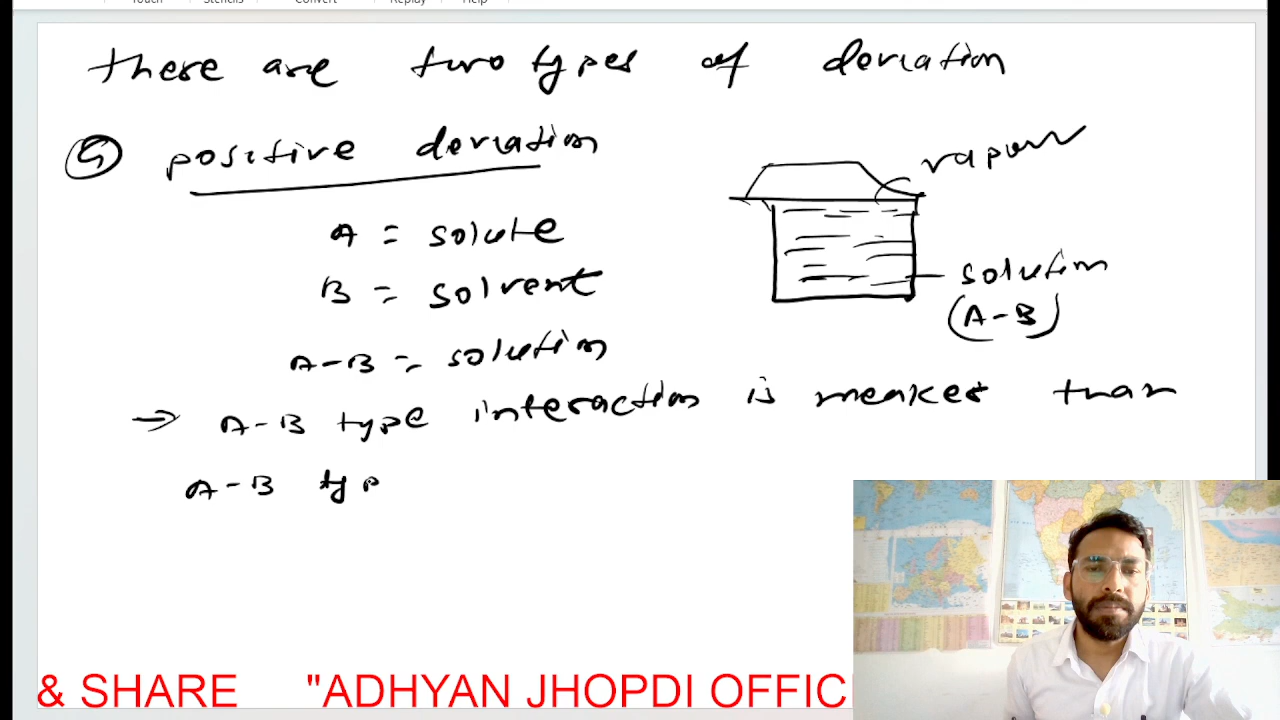 there are two types of deviation
positive deviation
A = solute
B = solvent
A-B = solution
vapour
solution
(A-B)
→ A-B type interaction is weaker than
A-B typ
& SHARE "ADHYAN JHOPDI OFFIC